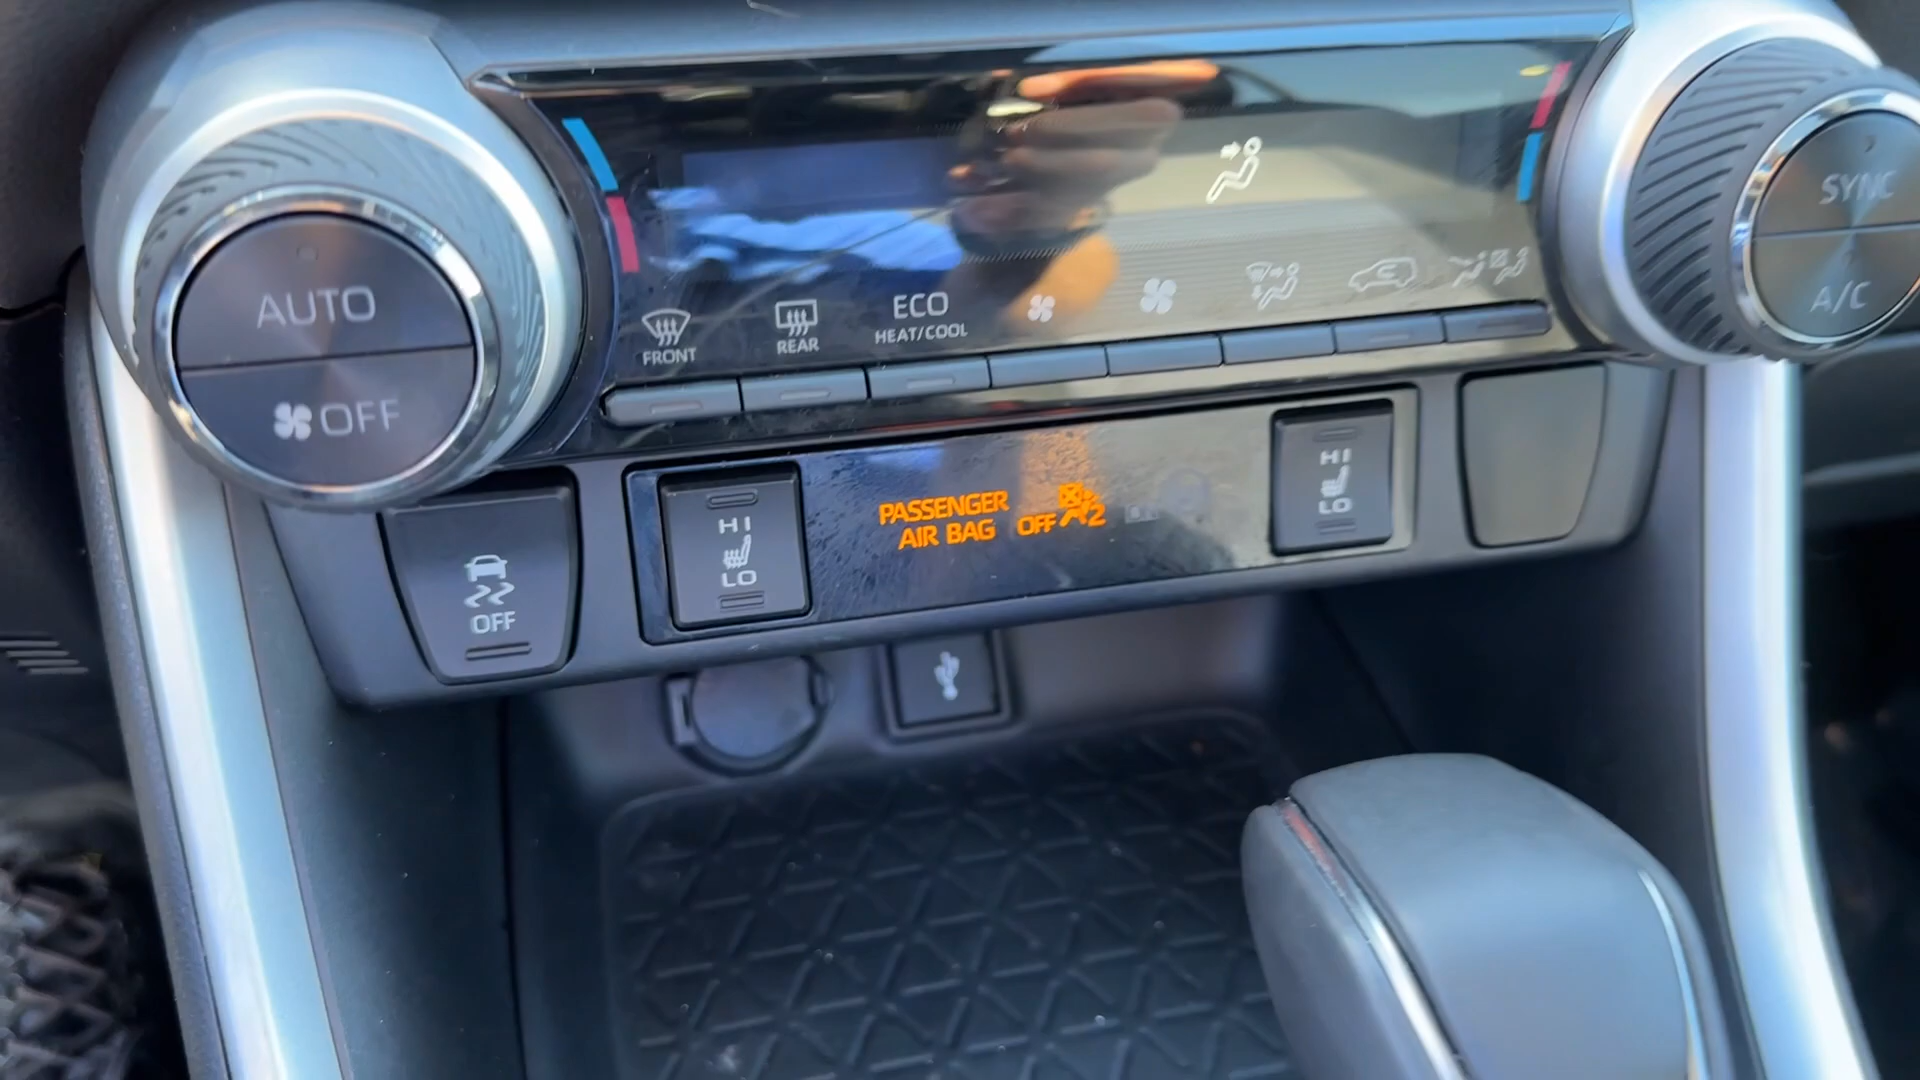 AUTO
OFF
FRONT
REAR
ECO
HEAT/COOL
SYNC
A/C
OFF
HI
LO
PASSENGER
AIR BAG OFF 2
HI
LO